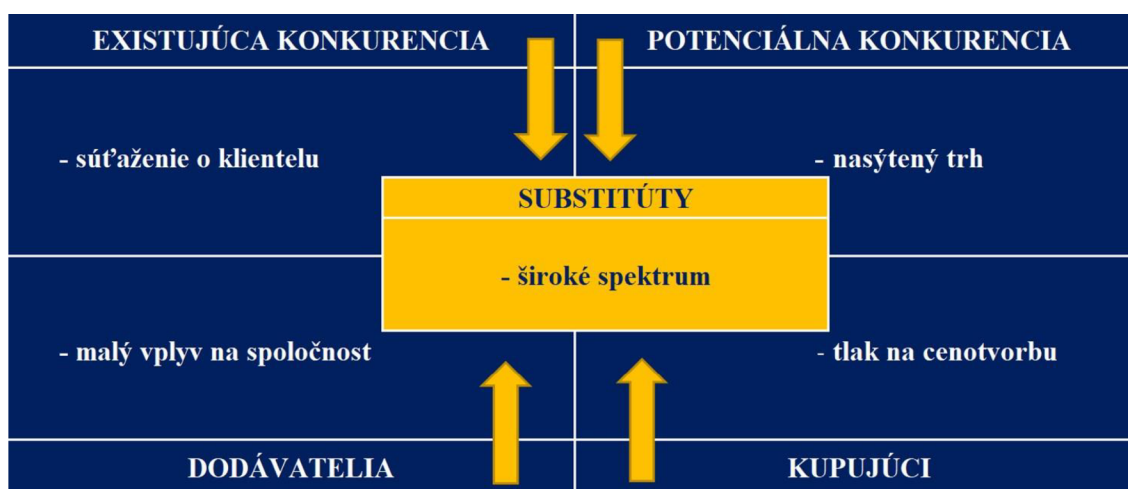 EXISTUJÚCA KONKURENCIA
POTENCIÁLNA KONKURENCIA
- súťaženie o klientelu
- nasýtený trh
SUBSTITÚTY
- široké spektrum
- malý vplyv na spoločnosť
- tlak na cenotvorbu
DODÁVATELIA
KUPUJÚCI